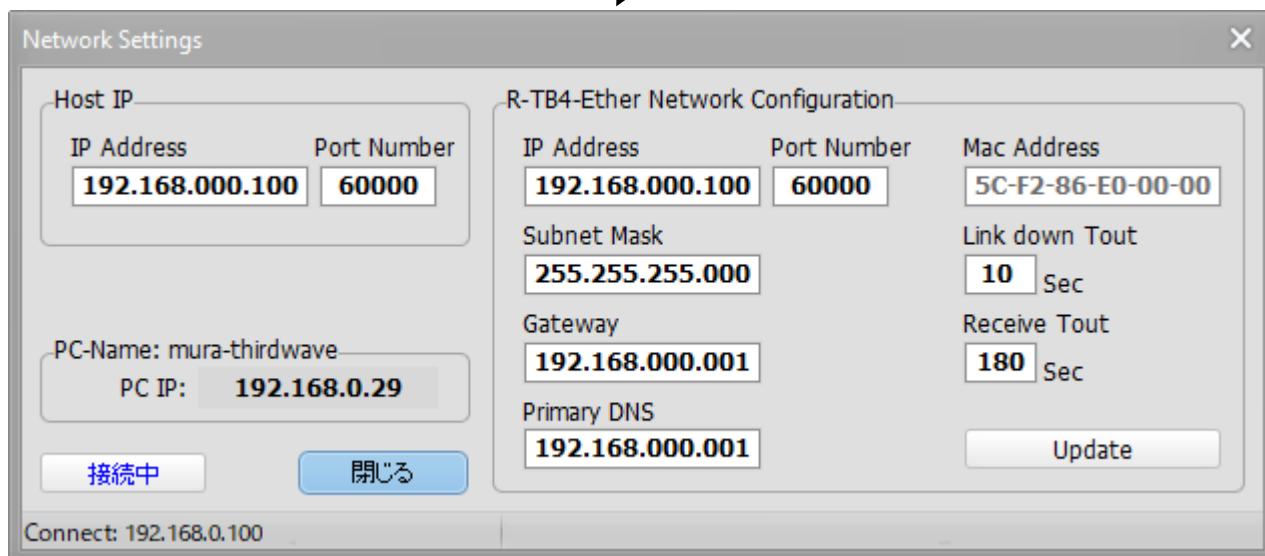 Network Settings
Host IP
IP Address Port Number
192.168.000.100 60000
PC-Name: mura-thirdwave
PC IP: 192.168.0.29
接続中 閉じる
R-TB4-Ether Network Configuration
IP Address Port Number Mac Address
192.168.000.100 60000 5C-F2-86-E0-00-00
Subnet Mask Link down Tout
255.255.255.000 10 Sec
Gateway Receive Tout
192.168.000.001 180 Sec
Primary DNS
192.168.000.001 Update
Connect: 192.168.0.100